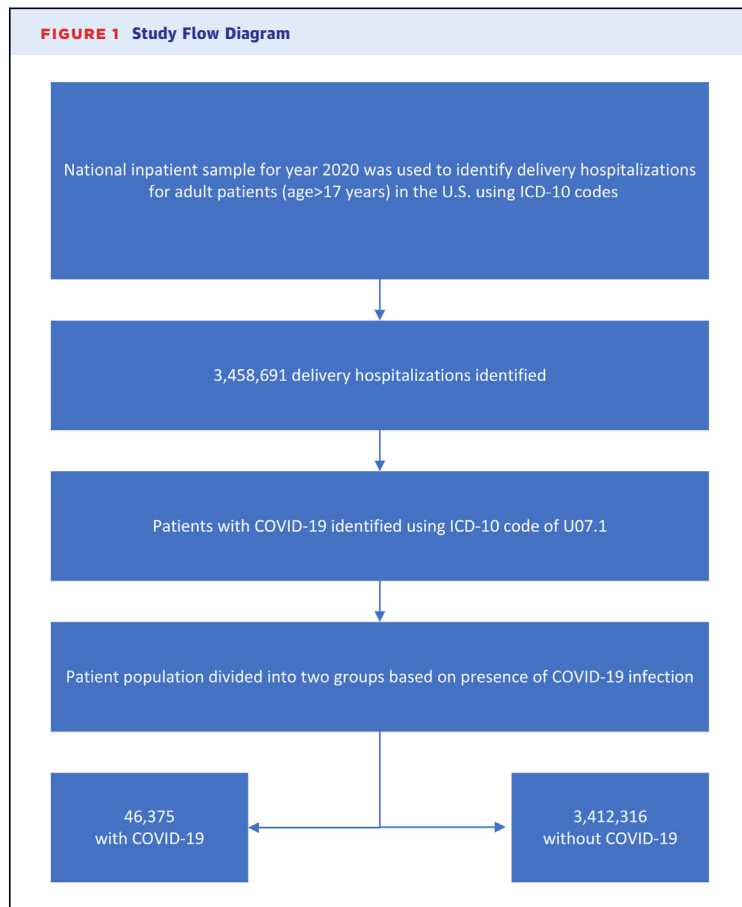 FIGURE 1 Study Flow Diagram
National inpatient sample for year 2020 was used to identify delivery hospitalizations
for adult patients (age>17 years) in the U.S. using ICD-10 codes
3,458,691 delivery hospitalizations identified
Patients with COVID-19 identified using ICD-10 code of U07.1
Patient population divided into two groups based on presence of COVID-19 infection
46,375
with COVID-19
3,412,316
without COVID-19